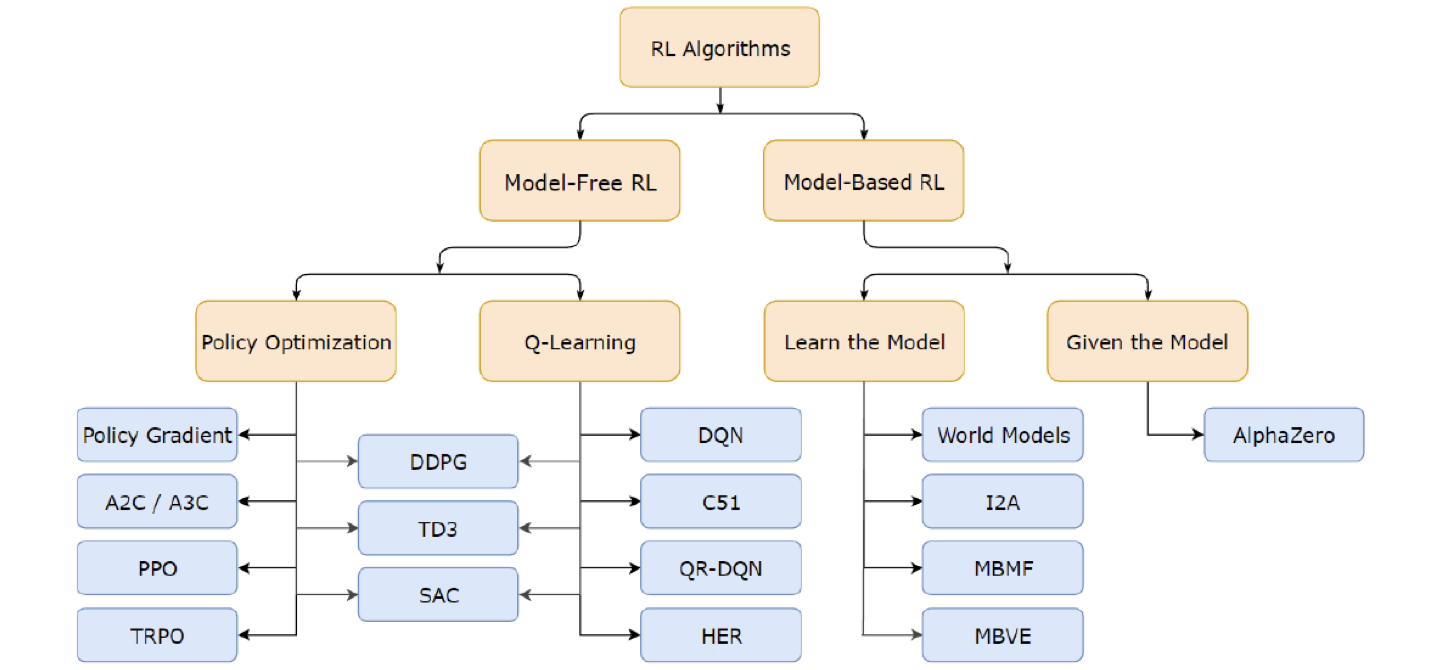 RL Algorithms
Model-Free RL
Model-Based RL
Policy Optimization
Q-Learning
Learn the Model
Given the Model
Policy Gradient
DDPG
DQN
World Models
AlphaZero
A2C / A3C
TD3
C51
I2A
PPO
SAC
QR-DQN
MBMF
TRPO
HER
MBVE